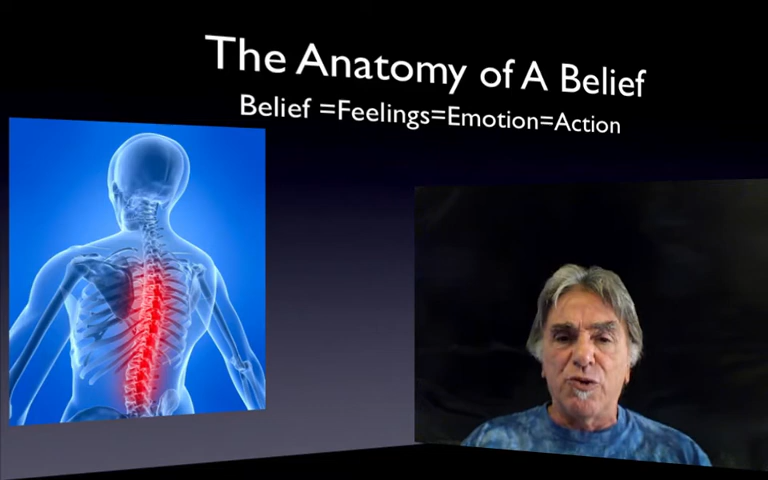 The Anatomy of A Belief
Belief =Feelings=Emotion=Action